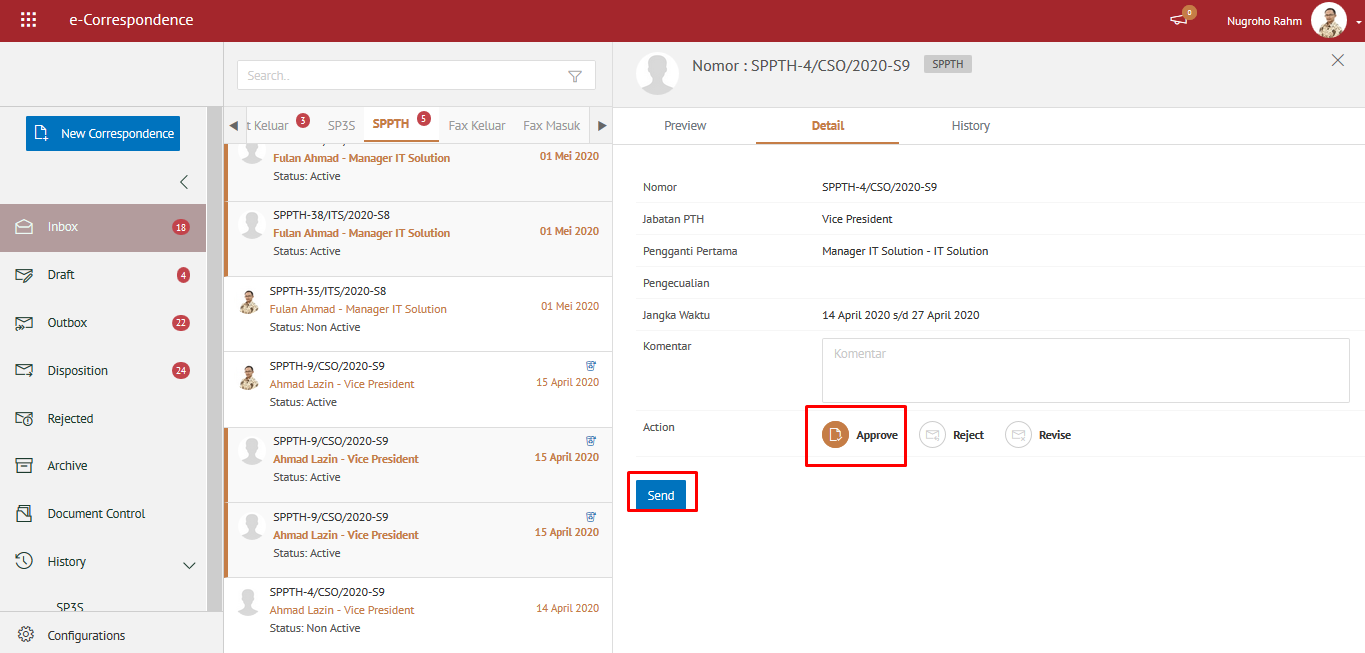 e-Correspondence
0
Nugroho Rahm
New Correspondence
Inbox 18
Draft 4
Outbox 22
Disposition 24
Rejected
Archive
Document Control
History
SP3S
Configurations
Search..
t Keluar 3 SP3S SPPTH 5 Fax Keluar Fax Masuk
Fulan Ahmad - Manager IT Solution 01 Mei 2020
Status: Active
SPPTH-38/ITS/2020-S8
Fulan Ahmad - Manager IT Solution 01 Mei 2020
Status: Active
SPPTH-35/ITS/2020-S8
Fulan Ahmad - Manager IT Solution 01 Mei 2020
Status: Non Active
SPPTH-9/CSO/2020-S9
Ahmad Lazin - Vice President 15 April 2020
Status: Active
SPPTH-9/CSO/2020-S9
Ahmad Lazin - Vice President 15 April 2020
Status: Active
SPPTH-9/CSO/2020-S9
Ahmad Lazin - Vice President 15 April 2020
Status: Active
SPPTH-4/CSO/2020-S9
Ahmad Lazin - Vice President 14 April 2020
Status: Non Active
Nomor : SPPTH-4/CSO/2020-S9 SPPTH
Preview Detail History
Nomor SPPTH-4/CSO/2020-S9
Jabatan PTH Vice President
Pengganti Pertama Manager IT Solution - IT Solution
Pengecualian
Jangka Waktu 14 April 2020 s/d 27 April 2020
Komentar Komentar
Action Approve Reject Revise
Send